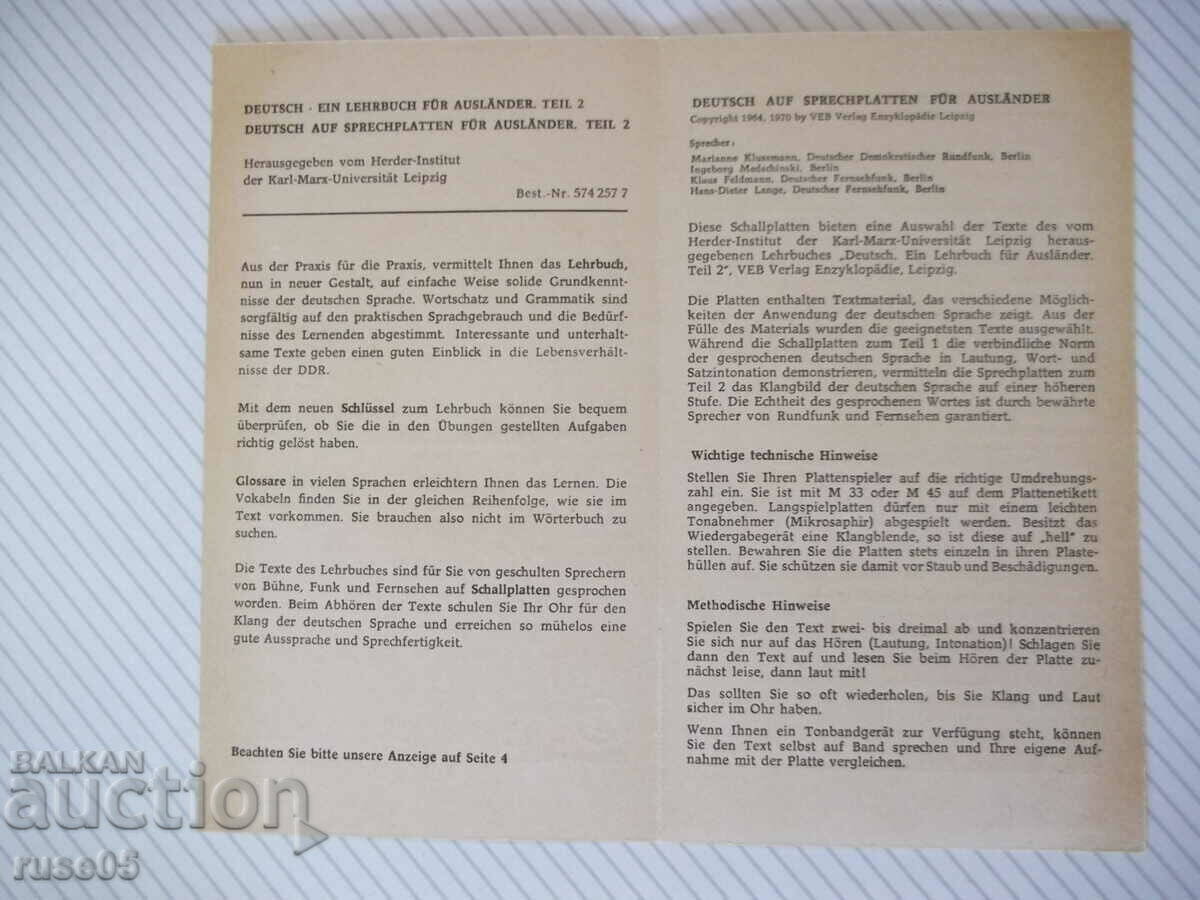 DEUTSCH · EIN LEHRBUCH FÜR AUSLÄNDER. TEIL 2
DEUTSCH AUF SPRECHPLATTEN FÜR AUSLÄNDER. TEIL 2
Herausgegeben vom Herder-Institut
der Karl-Marx-Universität Leipzig
Best.-Nr. 574 257 7
Aus der Praxis für die Praxis, vermittelt Ihnen das Lehrbuch,
nun in neuer Gestalt, auf einfache Weise solide Grundkennt-
nisse der deutschen Sprache. Wortschatz und Grammatik sind
sorgfältig auf den praktischen Sprachgebrauch und die Bedürf-
nisse des Lernenden abgestimmt. Interessante und unterhalt-
same Texte geben einen guten Einblick in die Lebensverhält-
nisse der DDR.
Mit dem neuen Schlüssel zum Lehrbuch können Sie bequem
überprüfen, ob Sie die in den Übungen gestellten Aufgaben
richtig gelöst haben.
Glossare in vielen Sprachen erleichtern Ihnen das Lernen. Die
Vokabeln finden Sie in der gleichen Reihenfolge, wie sie im
Text vorkommen. Sie brauchen also nicht im Wörterbuch zu
suchen.
Die Texte des Lehrbuches sind für Sie von geschulten Sprechern
von Bühne, Funk und Fernsehen auf Schallplatten gesprochen
worden. Beim Abhören der Texte schulen Sie Ihr Ohr für den
Klang der deutschen Sprache und erreichen so mühelos eine
gute Aussprache und Sprechfertigkeit.
Beachten Sie bitte unsere Anzeige auf Seite 4
DEUTSCH AUF SPRECHPLATTEN FÜR AUSLÄNDER
Copyright 1964, 1970 by VEB Verlag Enzyklopädie Leipzig
Sprecher:
Marianne Klussmann, Deutscher Demokratischer Rundfunk, Berlin
Ingeborg Medschinski, Berlin
Klaus Feldmann, Deutscher Fernsehfunk, Berlin
Hans-Dieter Lange, Deutscher Fernsehfunk, Berlin
Diese Schallplatten bieten eine Auswahl der Texte des vom
Herder-Institut der Karl-Marx-Universität Leipzig heraus-
gegebenen Lehrbuches „Deutsch. Ein Lehrbuch für Ausländer.
Teil 2", VEB Verlag Enzyklopädie, Leipzig.
Die Platten enthalten Textmaterial, das verschiedene Möglich-
keiten der Anwendung der deutschen Sprache zeigt. Aus der
Fülle des Materials wurden die geeignetsten Texte ausgewählt.
Während die Schallplatten zum Teil 1 die verbindliche Norm
der gesprochenen deutschen Sprache in Lautung, Wort- und
Satzintonation demonstrieren, vermitteln die Sprechplatten zum
Teil 2 das Klangbild der deutschen Sprache auf einer höheren
Stufe. Die Echtheit des gesprochenen Wortes ist durch bewährte
Sprecher von Rundfunk und Fernsehen garantiert.
Wichtige technische Hinweise
Stellen Sie Ihren Plattenspieler auf die richtige Umdrehungs-
zahl ein. Sie ist mit M 33 oder M 45 auf dem Plattenetikett
angegeben. Langspielplatten dürfen nur mit einem leichten
Tonabnehmer (Mikrosaphir) abgespielt werden. Besitzt das
Wiedergabegerät eine Klangblende, so ist diese auf „hell" zu
stellen. Bewahren Sie die Platten stets einzeln in ihren Plaste-
hüllen auf. Sie schützen sie damit vor Staub und Beschädigungen.
Methodische Hinweise
Spielen Sie den Text zwei- bis dreimal ab und konzentrieren
Sie sich nur auf das Hören (Lautung, Intonation)! Schlagen Sie
dann den Text auf und lesen Sie beim Hören der Platte zu-
nächst leise, dann laut mit!
Das sollten Sie so oft wiederholen, bis Sie Klang und Laut
sicher im Ohr haben.
Wenn Ihnen ein Tonbandgerät zur Verfügung steht, können
Sie den Text selbst auf Band sprechen und Ihre eigene Auf-
nahme mit der Platte vergleichen.
BALKAN
auction
ruse05